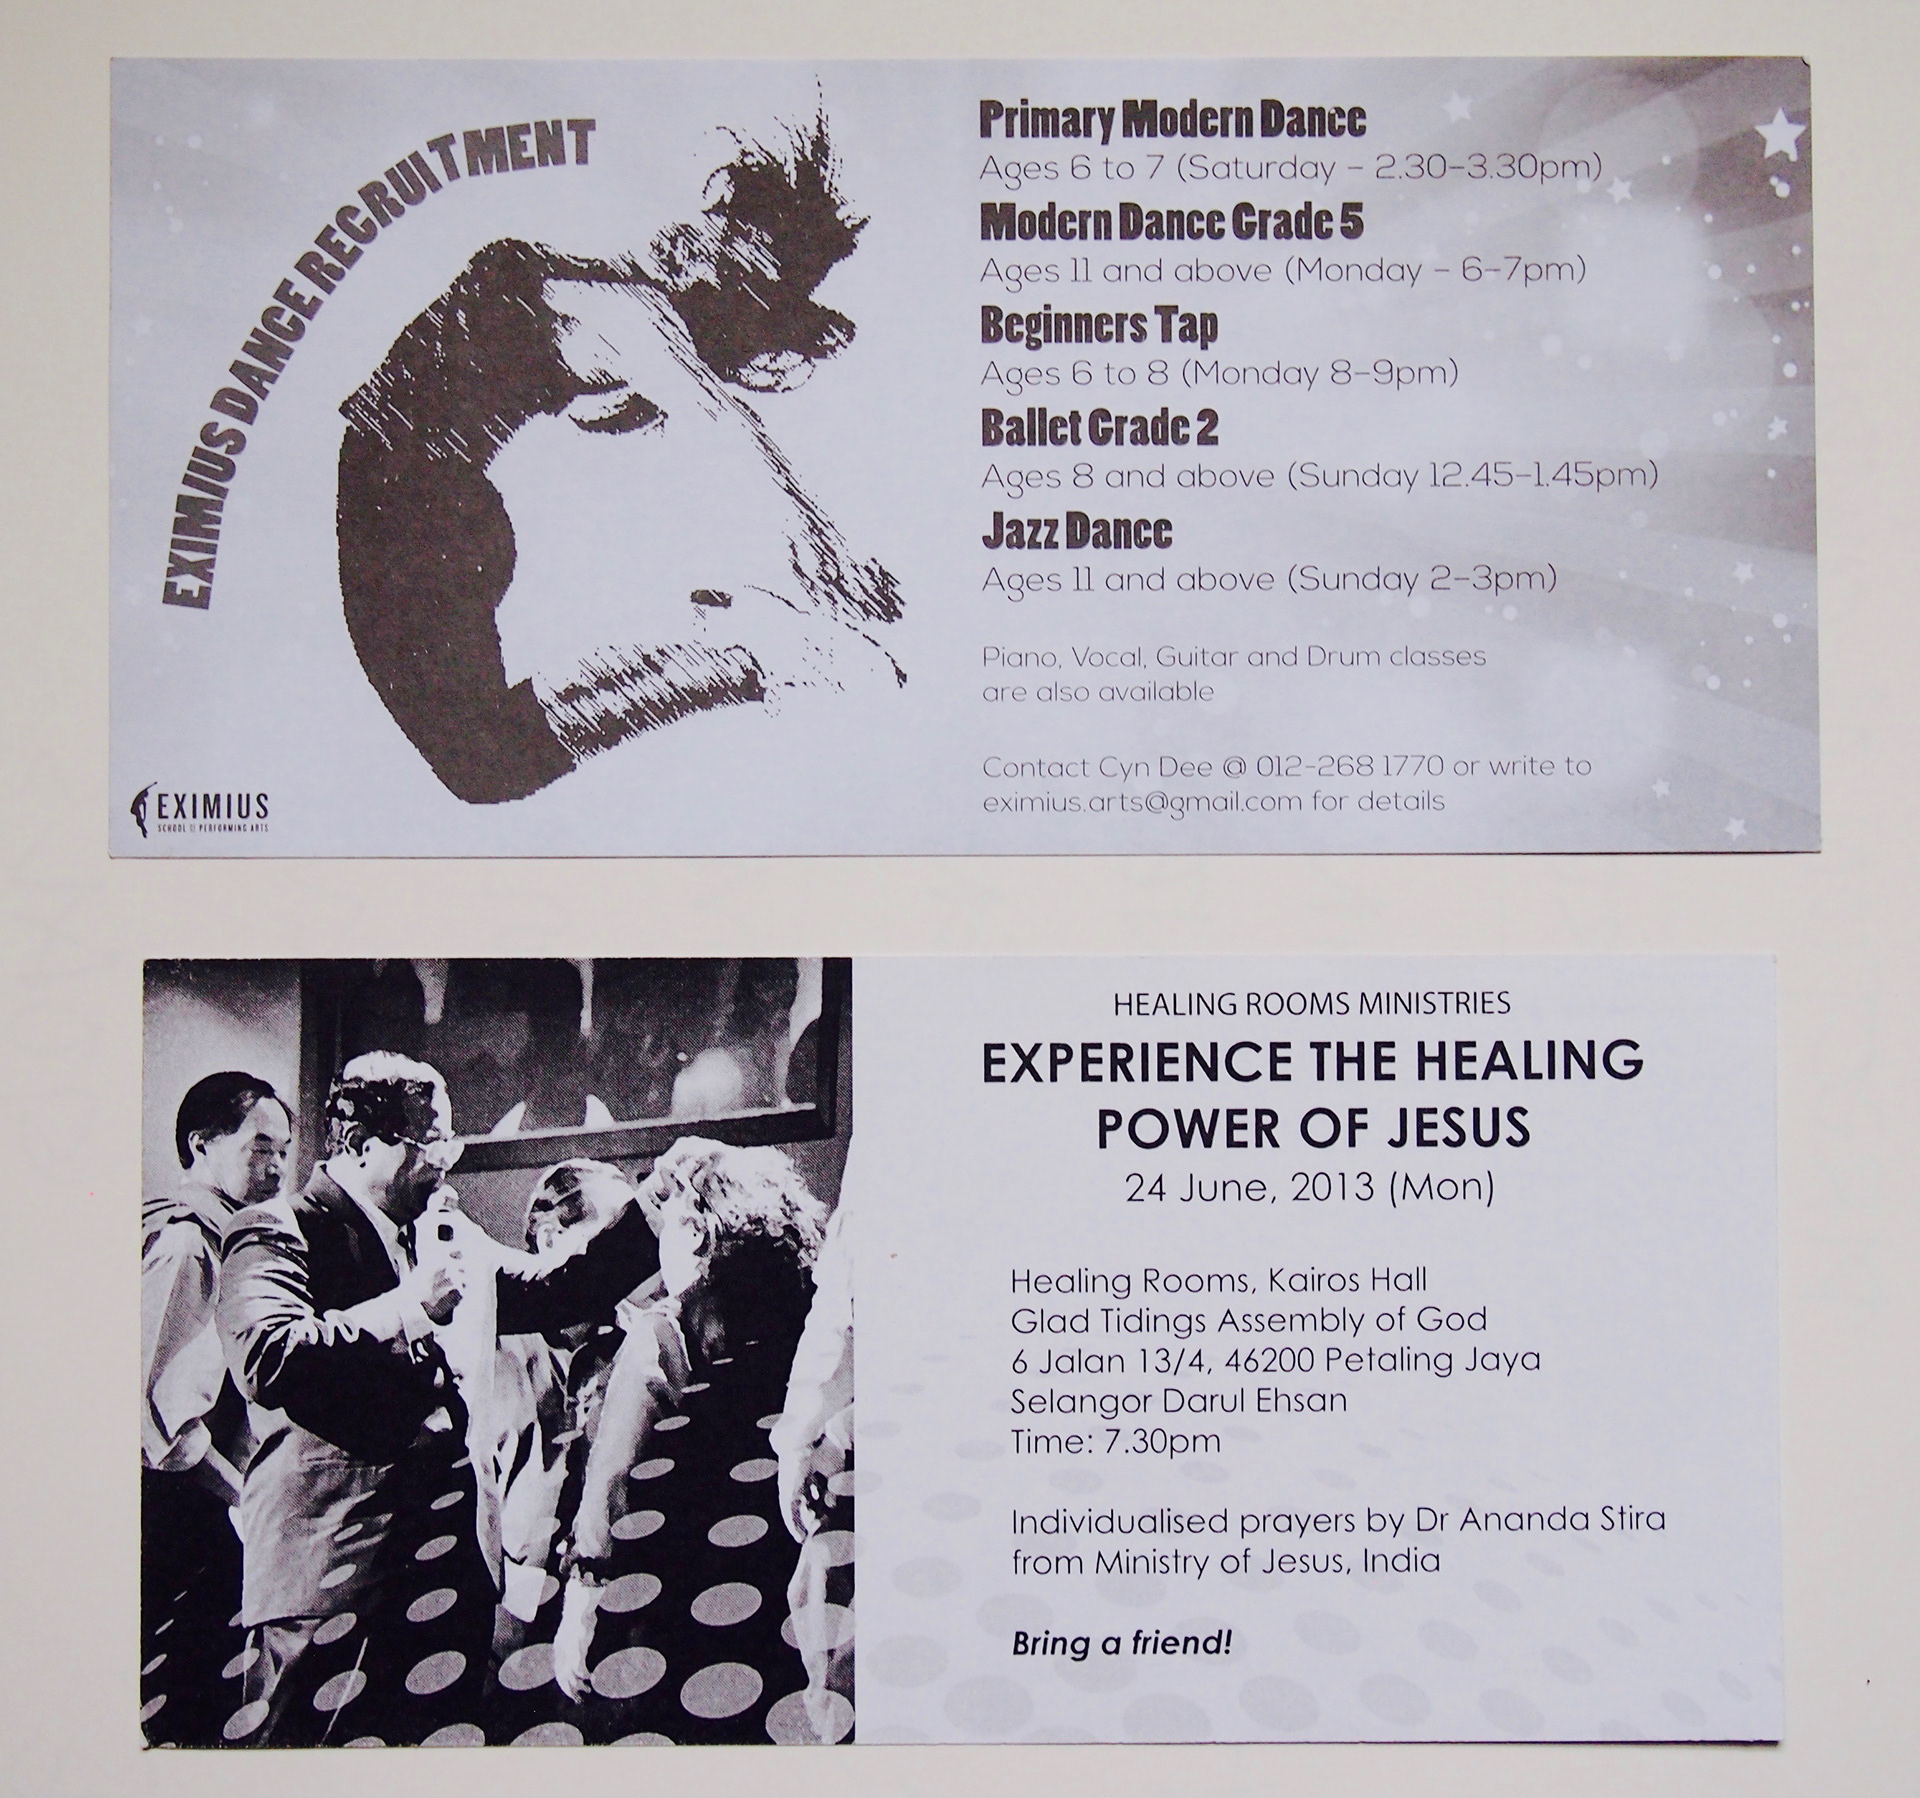 EXIMIUS DANCE RECRUITMENT
EXIMIUS
SCHOOL OF PERFORMING ARTS
Primary Modern Dance
Ages 6 to 7 (Saturday - 2.30-3.30pm)
Modern Dance Grade 5
Ages 11 and above (Monday - 6-7pm)
Beginners Tap
Ages 6 to 8 (Monday 8-9pm)
Ballet Grade 2
Ages 8 and above (Sunday 12.45-1.45pm)
Jazz Dance
Ages 11 and above (Sunday 2-3pm)
Piano, Vocal, Guitar and Drum classes
are also available
Contact Cyn Dee @ 012-268 1770 or write to
eximius.arts@gmail.com for details
HEALING ROOMS MINISTRIES
EXPERIENCE THE HEALING
POWER OF JESUS
24 June, 2013 (Mon)
Healing Rooms, Kairos Hall
Glad Tidings Assembly of God
6 Jalan 13/4, 46200 Petaling Jaya
Selangor Darul Ehsan
Time: 7.30pm
Individualised prayers by Dr Ananda Stira
from Ministry of Jesus, India
Bring a friend!